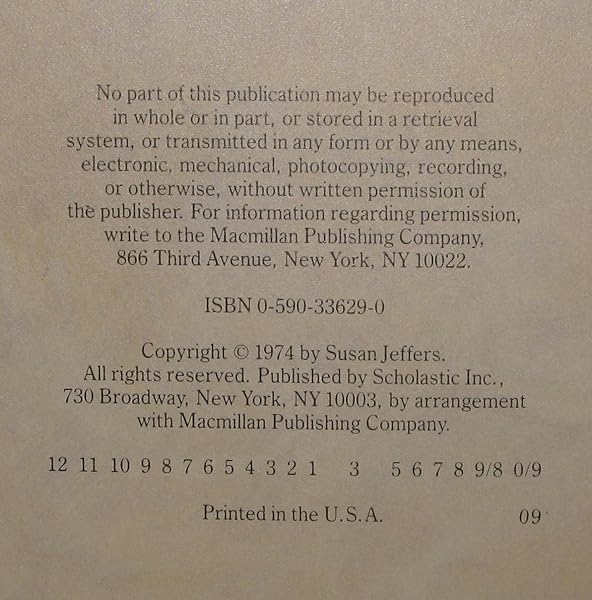 No part of this publication may be reproduced
in whole or in part, or stored in a retrieval
system, or transmitted in any form or by any means,
electronic, mechanical, photocopying, recording,
or otherwise, without written permission of
the publisher. For information regarding permission,
write to the Macmillan Publishing Company,
866 Third Avenue, New York, NY 10022.
ISBN 0-590-33629-0
Copyright © 1974 by Susan Jeffers.
All rights reserved. Published by Scholastic Inc.,
730 Broadway, New York, NY 10003, by arrangement
with Macmillan Publishing Company.
12 11 10 9 8 7 6 5 4 3 2 1 3 5 6 7 8 9/8 0/9
Printed in the U.S.A. 09